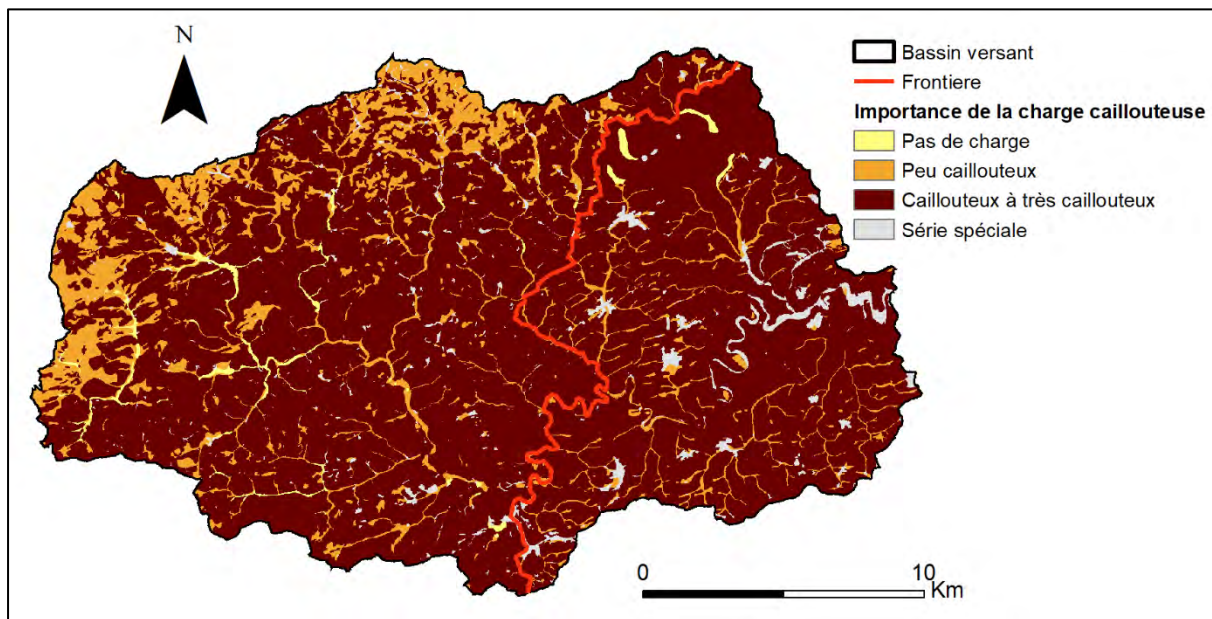 N
Bassin versant
Frontiere
Importance de la charge caillouteuse
Pas de charge
Peu caillouteux
Caillouteux à très caillouteux
Série spéciale
0 10
Km